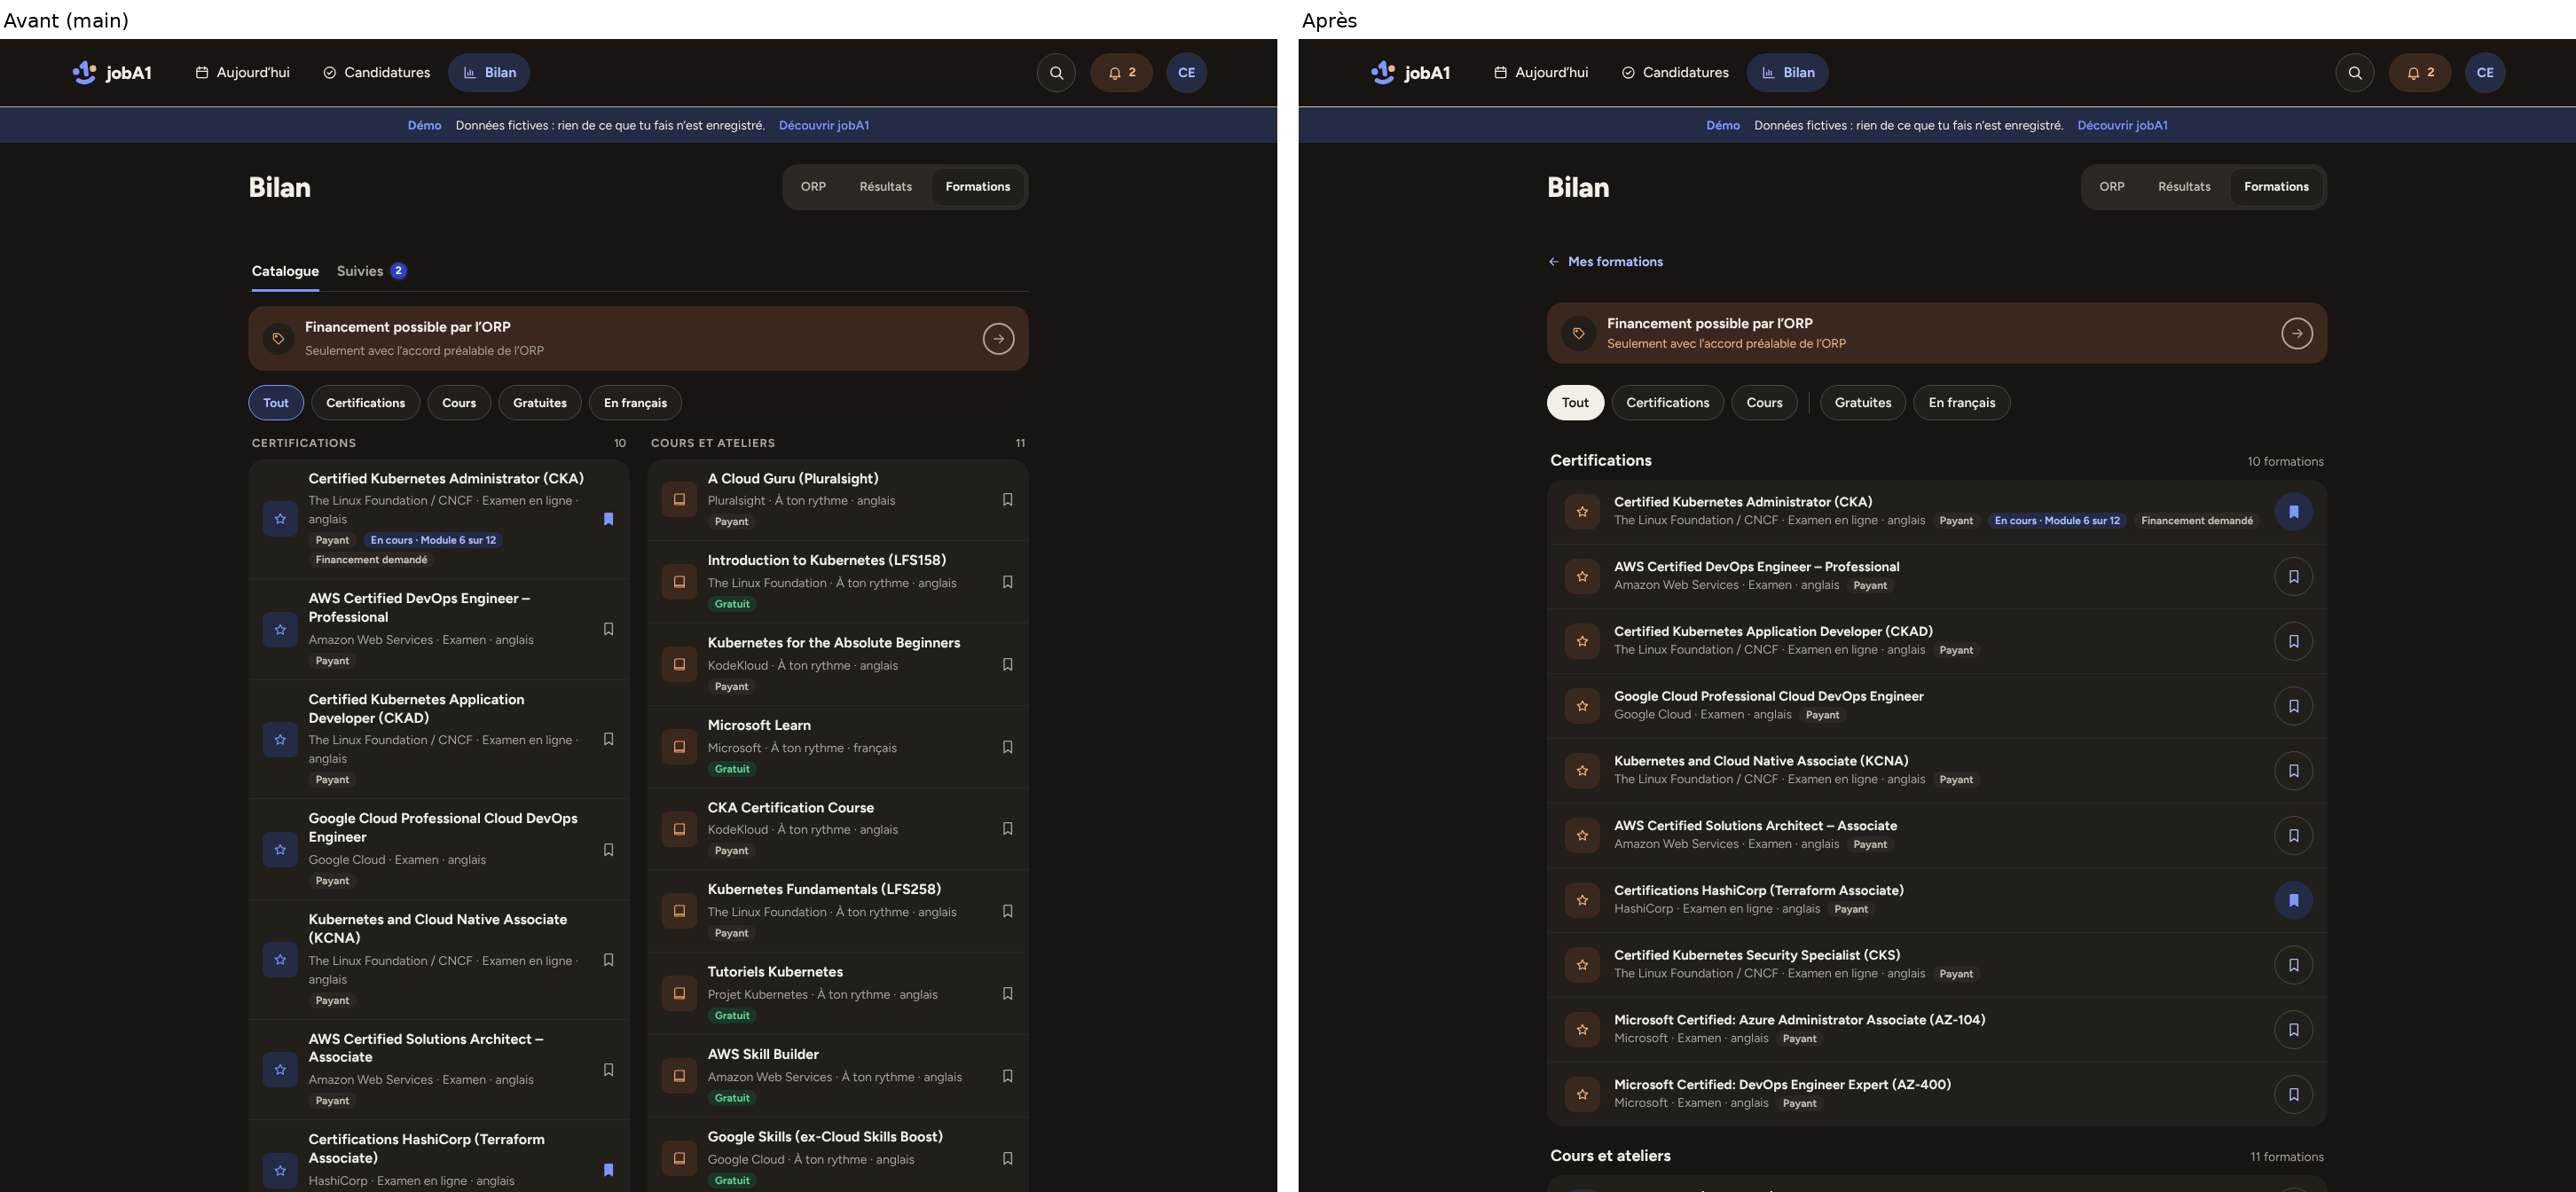 Avant (main)
jobA1
Aujourd'hui
Candidatures
Bilan
2
CE
Démo Données fictives : rien de ce que tu fais n'est enregistré. Découvrir jobA1
Bilan
ORP
Résultats
Formations
Catalogue
Suivies 2
Financement possible par l'ORP
Seulement avec l'accord préalable de l'ORP
Tout
Certifications
Cours
Gratuites
En français
CERTIFICATIONS 10
Certified Kubernetes Administrator (CKA)
The Linux Foundation / CNCF · Examen en ligne ·
anglais
Payant En cours · Module 6 sur 12
Financement demandé
AWS Certified DevOps Engineer –
Professional
Amazon Web Services · Examen · anglais
Payant
Certified Kubernetes Application
Developer (CKAD)
The Linux Foundation / CNCF · Examen en ligne ·
anglais
Payant
Google Cloud Professional Cloud DevOps
Engineer
Google Cloud · Examen · anglais
Payant
Kubernetes and Cloud Native Associate
(KCNA)
The Linux Foundation / CNCF · Examen en ligne ·
anglais
Payant
AWS Certified Solutions Architect –
Associate
Amazon Web Services · Examen · anglais
Payant
Certifications HashiCorp (Terraform
Associate)
HashiCorp · Examen en ligne · anglais
COURS ET ATELIERS 11
A Cloud Guru (Pluralsight)
Pluralsight · À ton rythme · anglais
Payant
Introduction to Kubernetes (LFS158)
The Linux Foundation · À ton rythme · anglais
Gratuit
Kubernetes for the Absolute Beginners
KodeKloud · À ton rythme · anglais
Payant
Microsoft Learn
Microsoft · À ton rythme · français
Gratuit
CKA Certification Course
KodeKloud · À ton rythme · anglais
Payant
Kubernetes Fundamentals (LFS258)
The Linux Foundation · À ton rythme · anglais
Payant
Tutoriels Kubernetes
Projet Kubernetes · À ton rythme · anglais
Gratuit
AWS Skill Builder
Amazon Web Services · À ton rythme · anglais
Gratuit
Google Skills (ex-Cloud Skills Boost)
Google Cloud · À ton rythme · anglais
Gratuit
Après
jobA1
Aujourd'hui
Candidatures
Bilan
2
CE
Démo Données fictives : rien de ce que tu fais n'est enregistré. Découvrir jobA1
Bilan
ORP
Résultats
Formations
← Mes formations
Financement possible par l'ORP
Seulement avec l'accord préalable de l'ORP
Tout
Certifications
Cours
Gratuites
En français
Certifications 10 formations
Certified Kubernetes Administrator (CKA)
The Linux Foundation / CNCF · Examen en ligne · anglais Payant En cours · Module 6 sur 12 Financement demandé
AWS Certified DevOps Engineer – Professional
Amazon Web Services · Examen · anglais Payant
Certified Kubernetes Application Developer (CKAD)
The Linux Foundation / CNCF · Examen en ligne · anglais Payant
Google Cloud Professional Cloud DevOps Engineer
Google Cloud · Examen · anglais Payant
Kubernetes and Cloud Native Associate (KCNA)
The Linux Foundation / CNCF · Examen en ligne · anglais Payant
AWS Certified Solutions Architect – Associate
Amazon Web Services · Examen · anglais Payant
Certifications HashiCorp (Terraform Associate)
HashiCorp · Examen en ligne · anglais Payant
Certified Kubernetes Security Specialist (CKS)
The Linux Foundation / CNCF · Examen en ligne · anglais Payant
Microsoft Certified: Azure Administrator Associate (AZ-104)
Microsoft · Examen · anglais Payant
Microsoft Certified: DevOps Engineer Expert (AZ-400)
Microsoft · Examen · anglais Payant
Cours et ateliers 11 formations